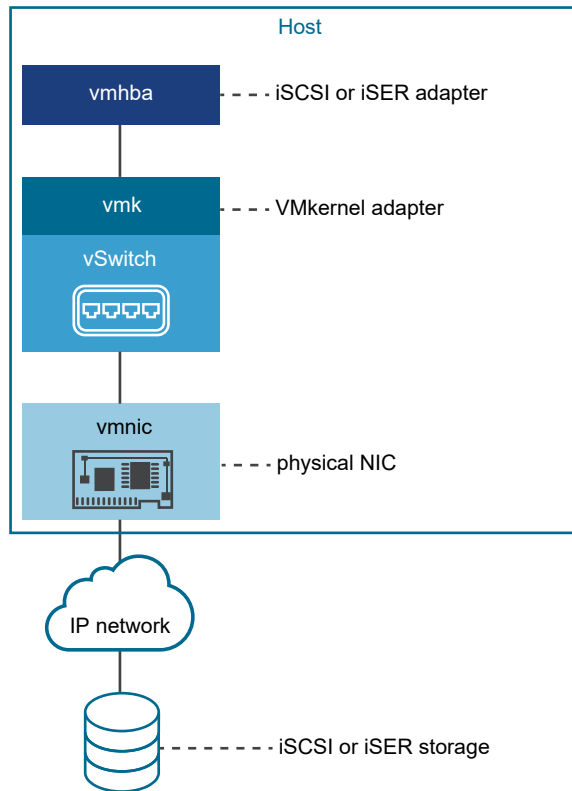 Host
vmhba
iSCSI or iSER adapter
vmk
VMkernel adapter
vSwitch
vmnic
physical NIC
IP network
iSCSI or iSER storage